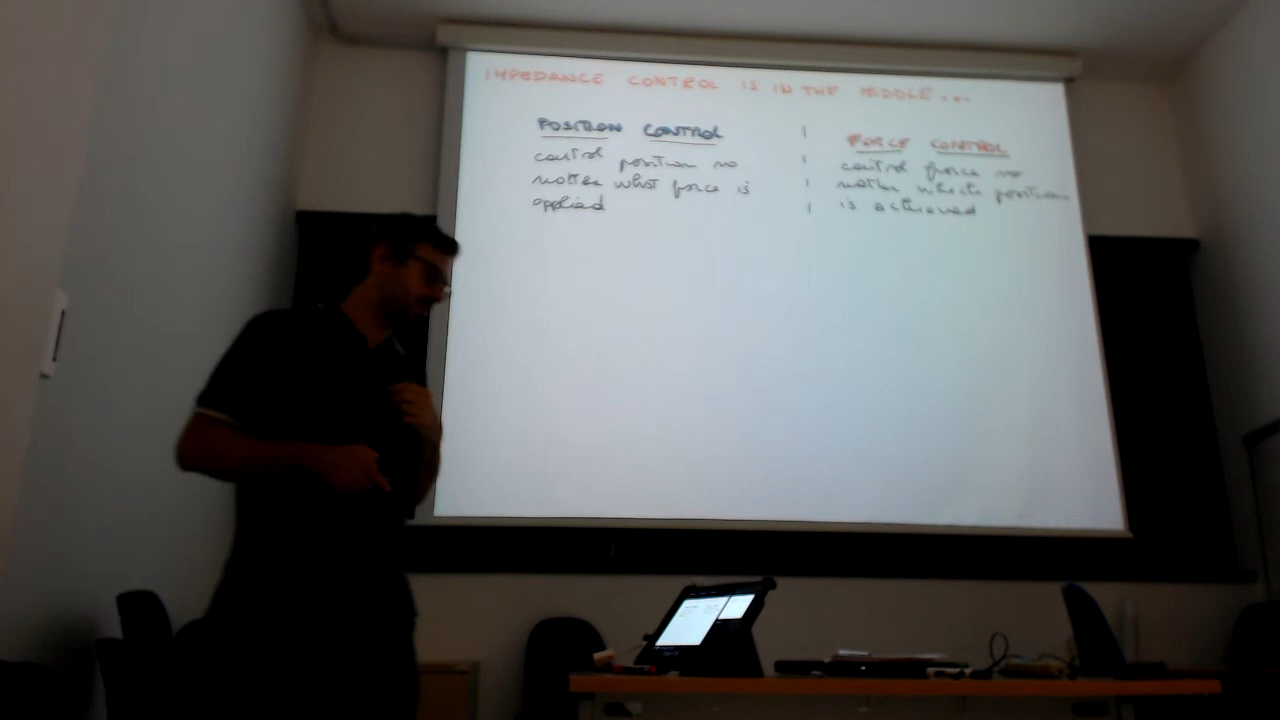 IMPEDANCE CONTROL IS IN THE MIDDLE...
POSITION CONTROL
control position no
matter what force is
applied
FORCE CONTROL
control force no
matter which position
is achieved